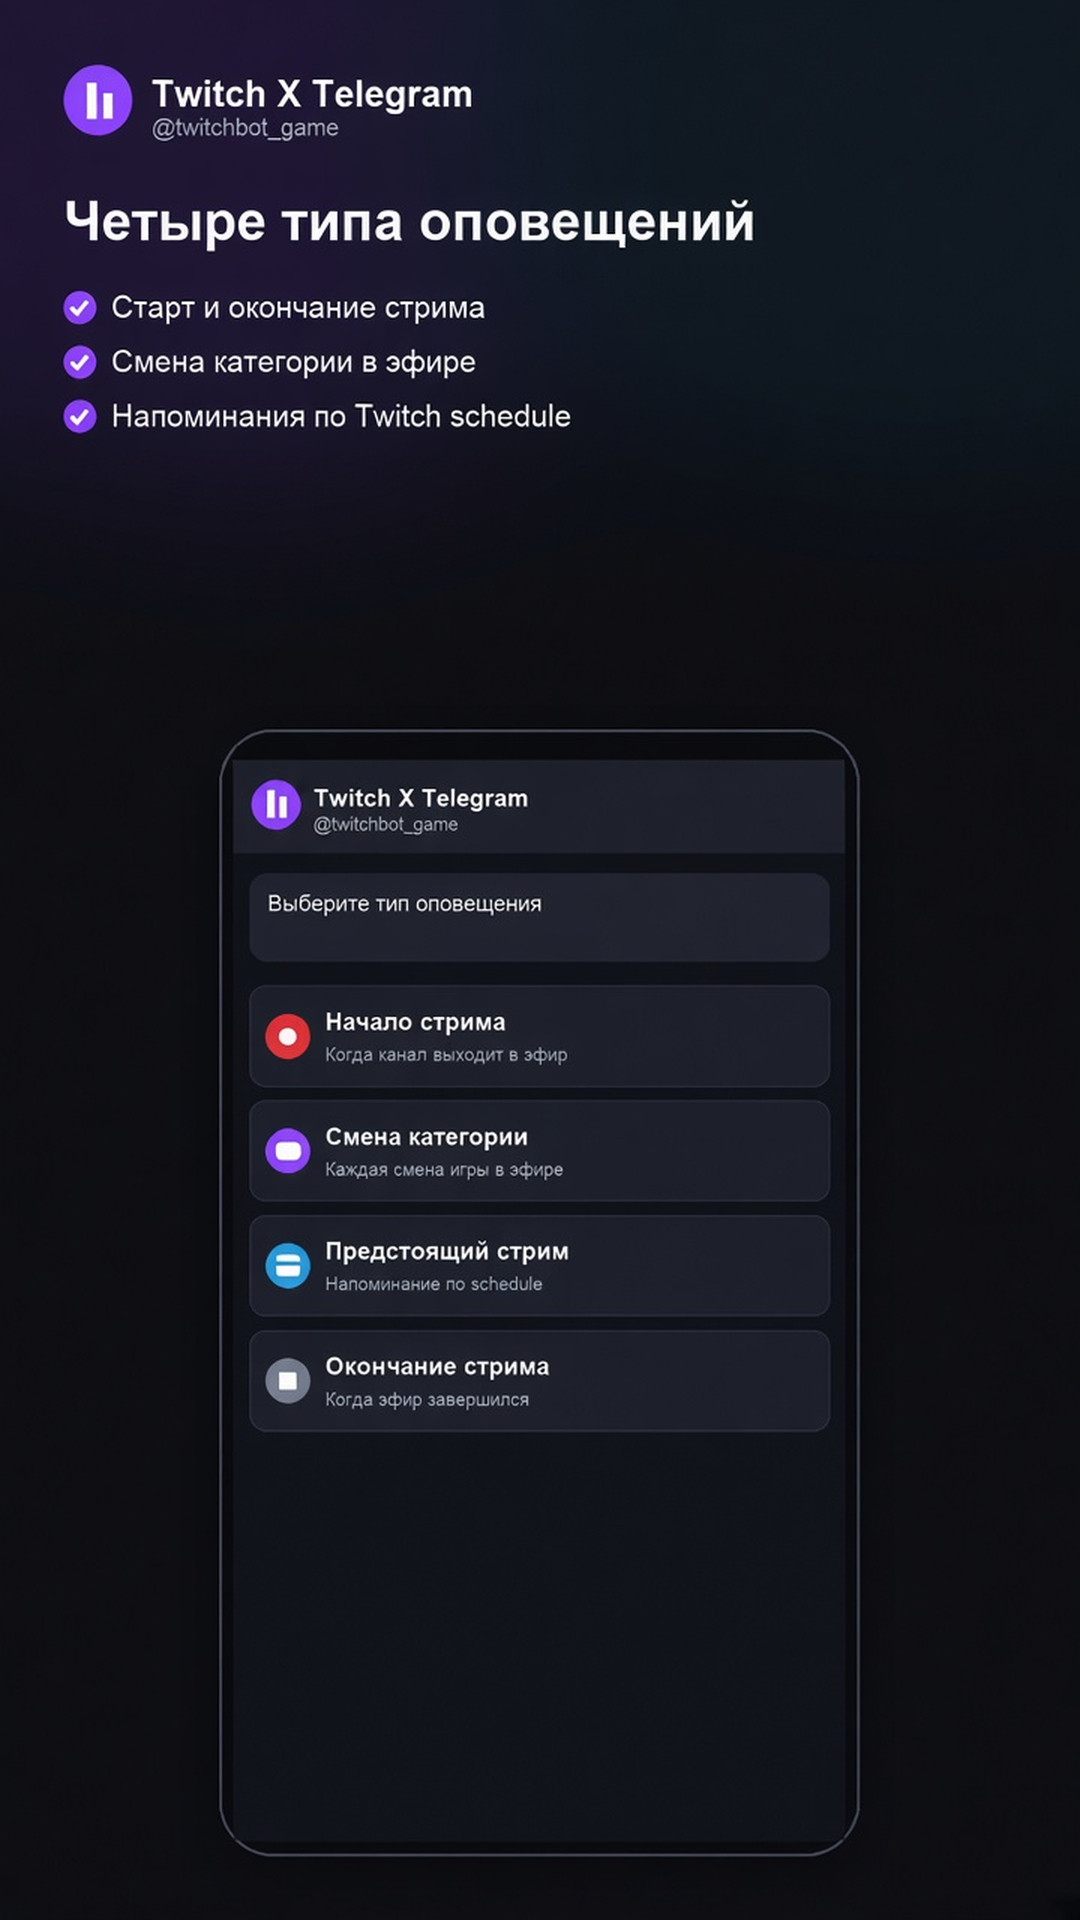 Twitch X Telegram
@twitchbot_game
Четыре типа оповещений
Старт и окончание стрима
Смена категории в эфире
Напоминания по Twitch schedule
Twitch X Telegram
@twitchbot_game
Выберите тип оповещения
Начало стрима
Когда канал выходит в эфир
Смена категории
Каждая смена игры в эфире
Предстоящий стрим
Напоминание по schedule
Окончание стрима
Когда эфир завершился